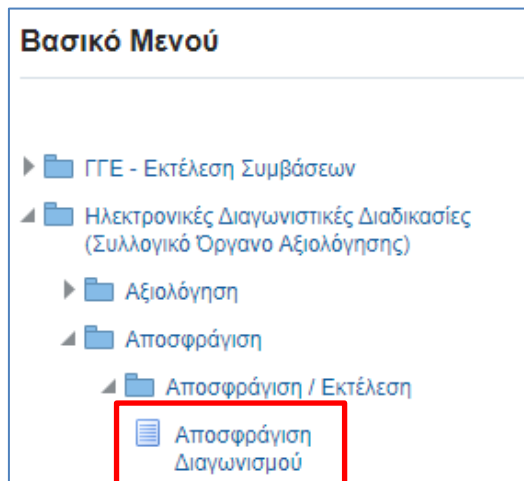 Βασικό Μενού
ΓΓΕ - Εκτέλεση Συμβάσεων
Ηλεκτρονικές Διαγωνιστικές Διαδικασίες
(Συλλογικό Όργανο Αξιολόγησης)
Αξιολόγηση
Αποσφράγιση
Αποσφράγιση / Εκτέλεση
Αποσφράγιση
Διαγωνισμού